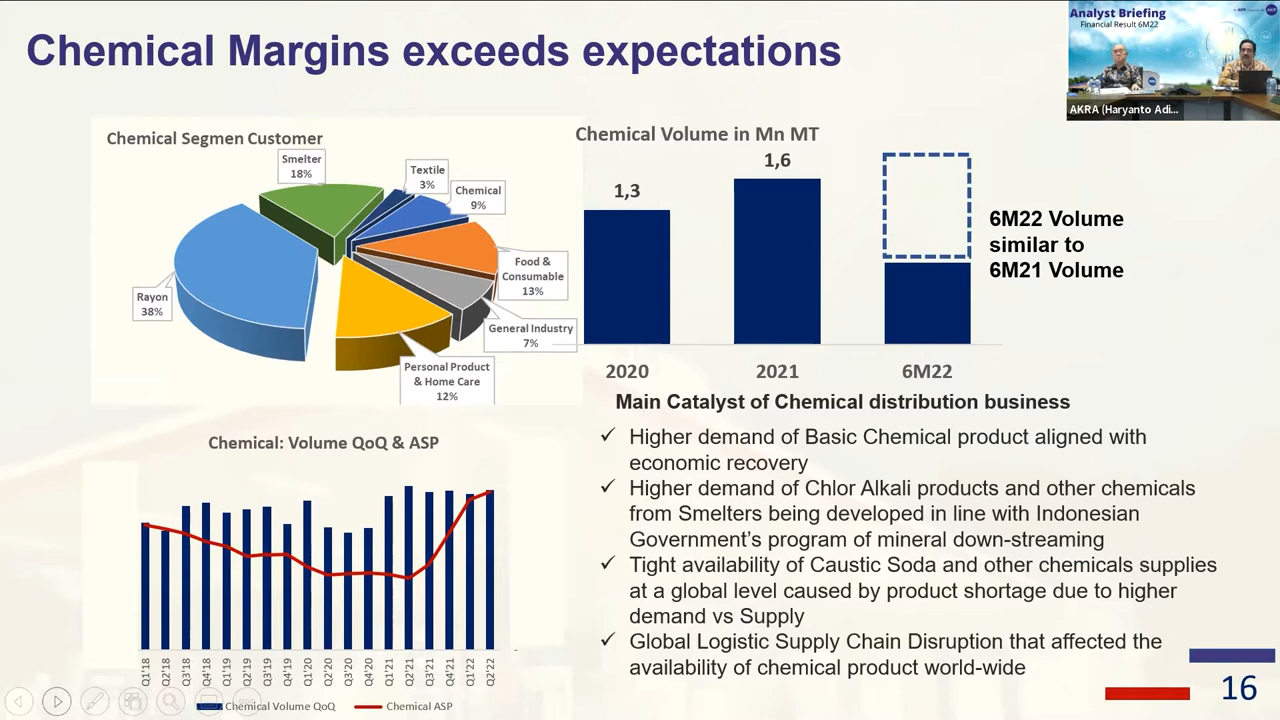 Chemical Margins exceeds expectations
Analyst Briefing
Financial Result 6M22
AKRA (Haryanto Adi...
Chemical Segmen Customer
Smelter
18%
Textile
3%
Chemical
9%
Food &
Consumable
13%
General Industry
7%
Personal Product
& Home Care
12%
Rayon
38%
Chemical Volume in Mn MT
1,3
1,6
6M22 Volume
similar to
6M21 Volume
2020
2021
6M22
Chemical: Volume QoQ & ASP
Q1'18
Q2'18
Q3'18
Q4'18
Q1'19
Q2'19
Q3'19
Q4'19
Q1'20
Q2'20
Q3'20
Q4'20
Q1'21
Q2'21
Q3'21
Q4'21
Q1'22
Q2'22
-
Chemical Volume QoQ
Chemical ASP
Main Catalyst of Chemical distribution business
✓ Higher demand of Basic Chemical product aligned with
economic recovery
✓ Higher demand of Chlor Alkali products and other chemicals
from Smelters being developed in line with Indonesian
Government's program of mineral down-streaming
✓ Tight availability of Caustic Soda and other chemicals supplies
at a global level caused by product shortage due to higher
demand vs Supply
✓ Global Logistic Supply Chain Disruption that affected the
availability of chemical product world-wide
16